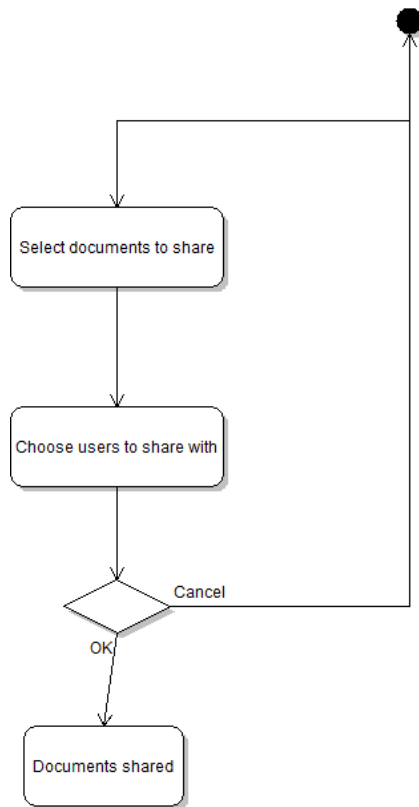 Select documents to share
Choose users to share with
Cancel
OK
Documents shared